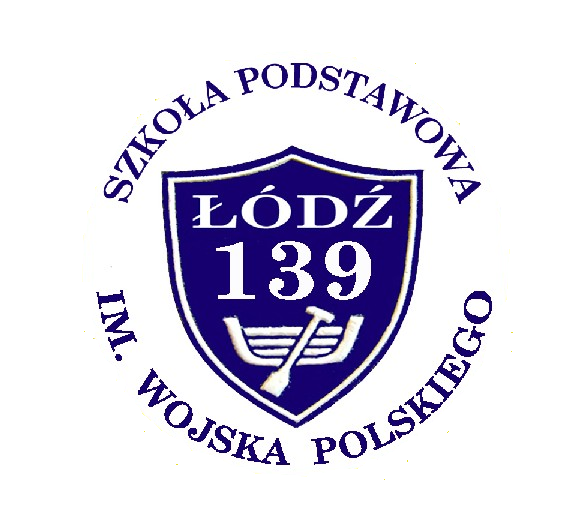 SZKOŁA PODSTAWOWA
ŁÓDŹ
139
IM. WOJSKA POLSKIEGO